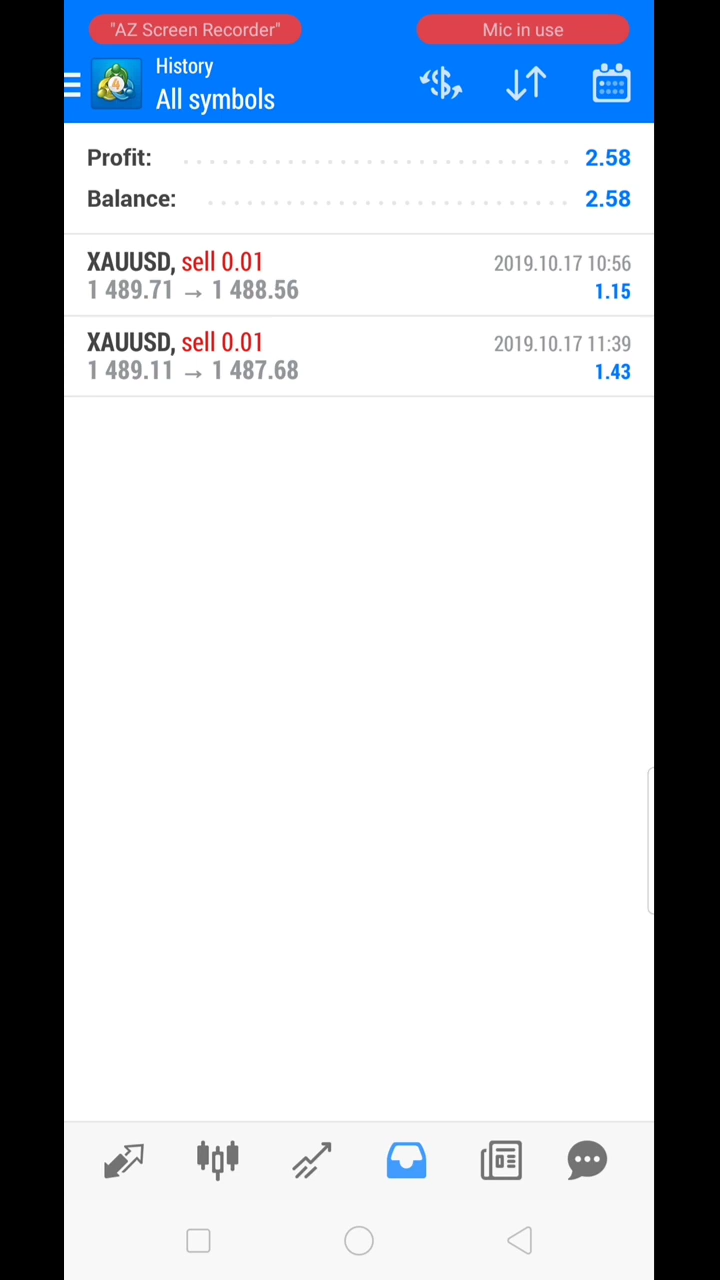 "AZ Screen Recorder" Mic in use
History
All symbols
4
Profit: 2.58
Balance: 2.58
XAUUSD, sell 0.01 2019.10.17 10:56
1 489.71 → 1 488.56 1.15
XAUUSD, sell 0.01 2019.10.17 11:39
1 489.11 → 1 487.68 1.43